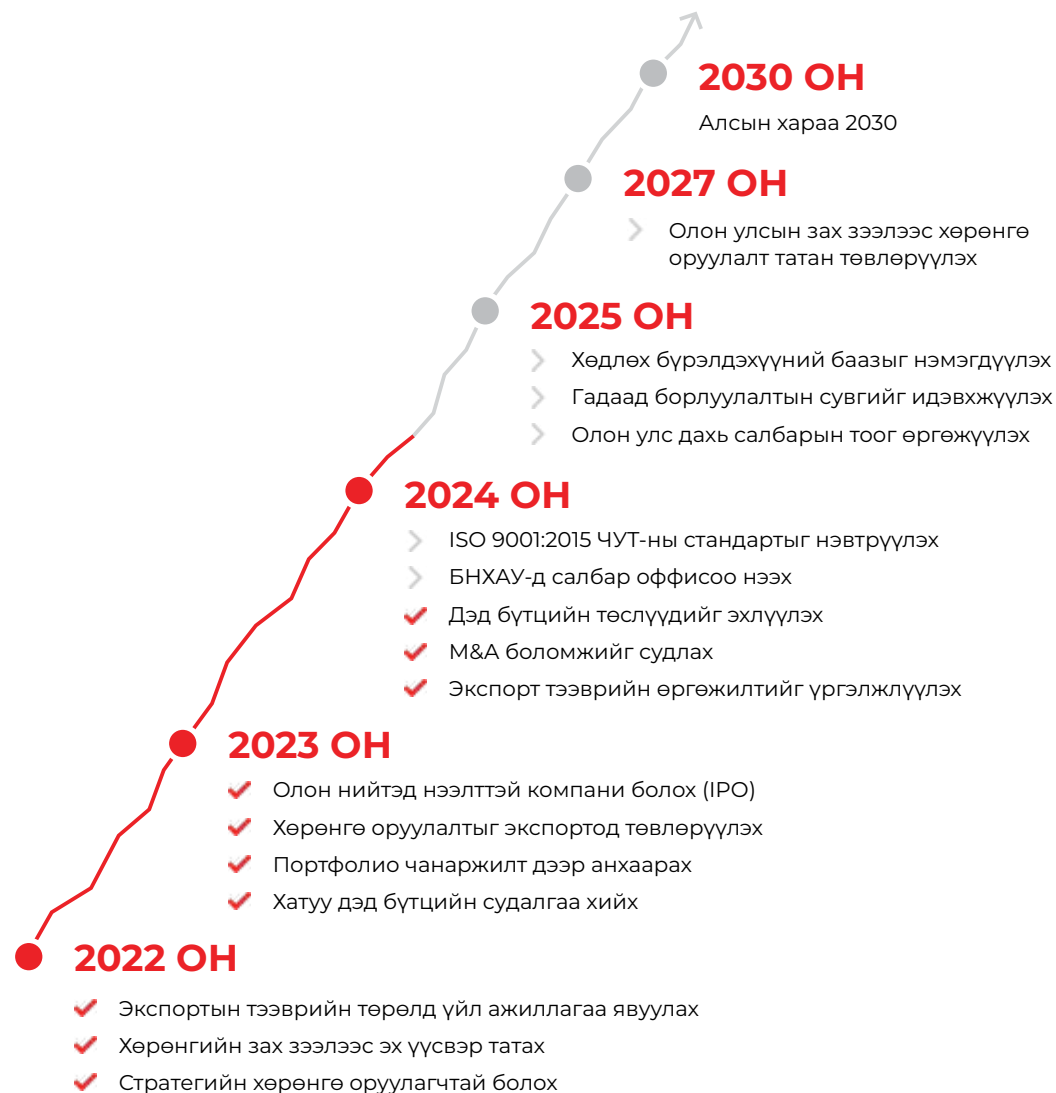 2030 ОН
Алсын хараа 2030
2027 ОН
Олон улсын зах зээлээс хөрөнгө
оруулалт татан төвлөрүүлэх
2025 ОН
Хөдлөх бүрэлдэхүүний баазыг нэмэгдүүлэх
Гадаад борлуулалтын сувгийг идэвхжүүлэх
Олон улс дахь салбарын тоог өргөжүүлэх
2024 ОН
ISO 9001:2015 ЧУТ-ны стандартыг нэвтрүүлэх
БНХАУ-д салбар оффисоо нээх
Дэд бүтцийн төслүүдийг эхлүүлэх
M&A боломжийг судлах
Экспорт тээврийн өргөжилтийг үргэлжлүүлэх
2023 ОН
Олон нийтэд нээлттэй компани болох (IPO)
Хөрөнгө оруулалтыг экспортод төвлөрүүлэх
Портфолио чанаржилт дээр анхаарах
Хатуу дэд бүтцийн судалгаа хийх
2022 ОН
Экспортын тээврийн төрөлд үйл ажиллагаа явуулах
Хөрөнгийн зах зээлээс эх үүсвэр татах
Стратегийн хөрөнгө оруулагчтай болох